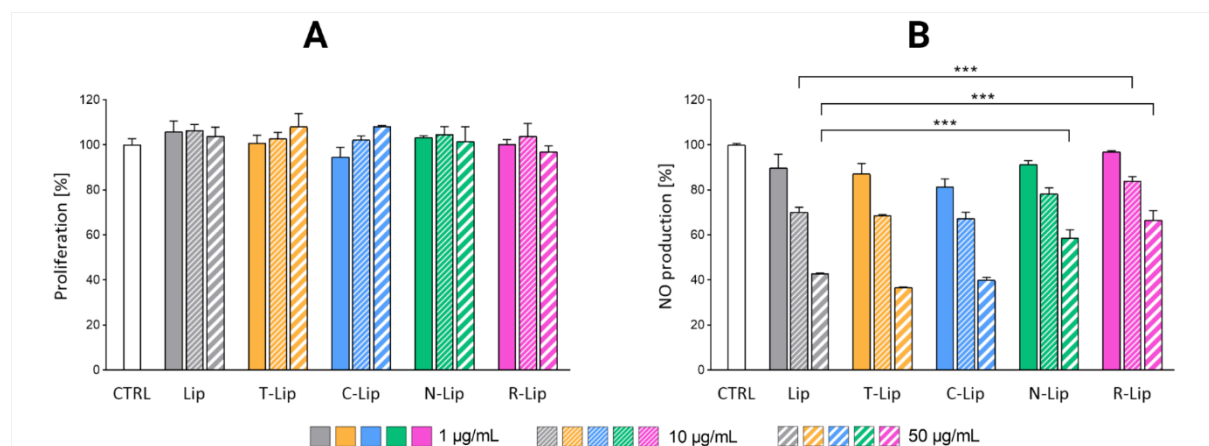 A
Proliferation [%]
120
100
80
60
40
20
0
CTRL Lip T-Lip C-Lip N-Lip R-Lip
B
***
***
***
NO production [%]
120
100
80
60
40
20
0
CTRL Lip T-Lip C-Lip N-Lip R-Lip
1 µg/mL 10 µg/mL 50 µg/mL